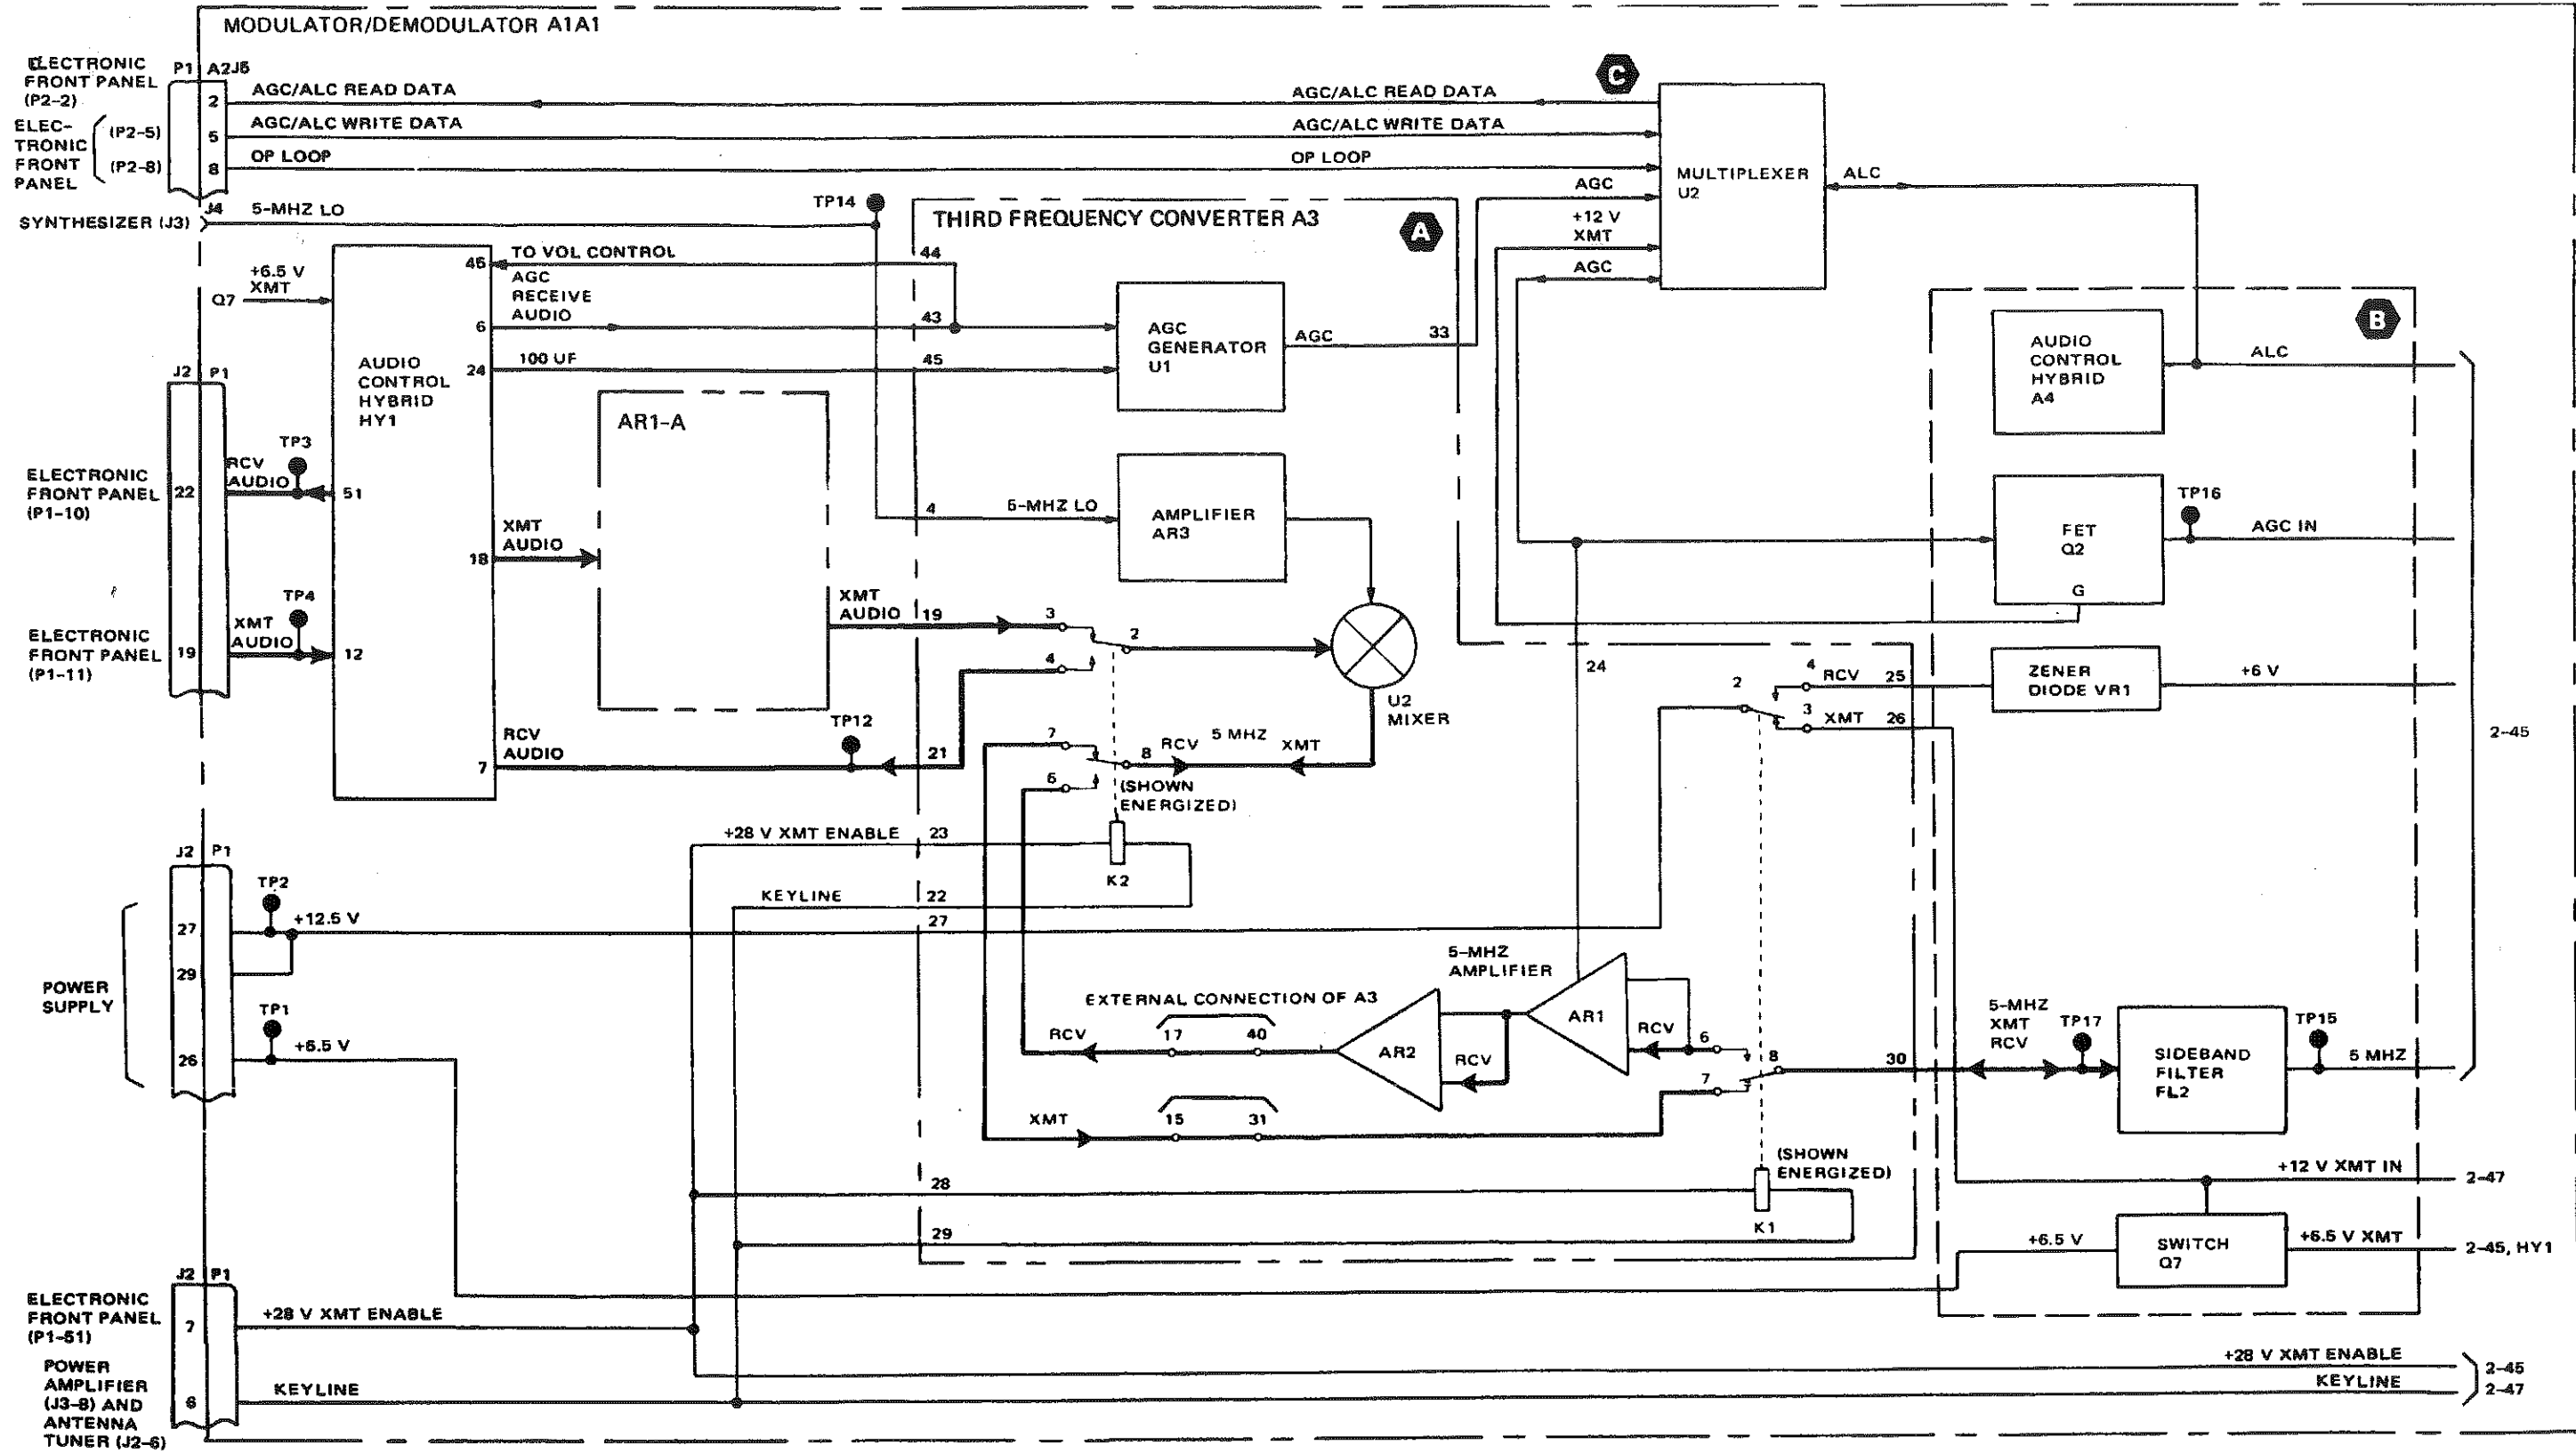 MODULATOR/DEMODULATOR A1A1
ELECTRONIC
FRONT PANEL
(P2-2)
P1
A2J5
2
AGC/ALC READ DATA
AGC/ALC READ DATA
C
ELEC-
TRONIC
FRONT
PANEL
(P2-5)
(P2-8)
5
AGC/ALC WRITE DATA
AGC/ALC WRITE DATA
8
OP LOOP
OP LOOP
MULTIPLEXER
U2
ALC
AGC
+12 V
XMT
AGC
SYNTHESIZER (J3)
J4
5-MHZ LO
TP14
THIRD FREQUENCY CONVERTER A3
A
45
TO VOL CONTROL
44
+6.5 V
XMT
Q7
AGC
RECEIVE
AUDIO
6
43
24
100 UF
45
AGC
GENERATOR
U1
AGC
33
AUDIO
CONTROL
HYBRID
HY1
AR1-A
B
AUDIO
CONTROL
HYBRID
A4
ALC
J2
P1
ELECTRONIC
FRONT PANEL
(P1-10)
22
RCV
AUDIO
TP3
51
XMT
AUDIO
18
4
5-MHZ LO
AMPLIFIER
AR3
FET
Q2
G
TP16
AGC IN
ELECTRONIC
FRONT PANEL
(P1-11)
19
XMT
AUDIO
TP4
12
XMT
AUDIO
19
3
2
4
U2
MIXER
24
2
4
RCV
25
3
XMT
26
ZENER
DIODE VR1
+6 V
2-45
RCV
AUDIO
7
TP12
21
7
8
RCV
5 MHZ
XMT
6
(SHOWN
ENERGIZED)
+28 V XMT ENABLE
23
K2
KEYLINE
22
J2
P1
TP2
27
+12.5 V
27
29
POWER
SUPPLY
TP1
26
+6.5 V
5-MHZ
AMPLIFIER
EXTERNAL CONNECTION OF A3
RCV
17
40
AR2
RCV
AR1
RCV
6
8
7
30
5-MHZ
XMT
RCV
TP17
SIDEBAND
FILTER
FL2
TP15
5 MHZ
XMT
15
31
28
(SHOWN
ENERGIZED)
K1
29
+12 V XMT IN
2-47
+6.5 V
SWITCH
Q7
+6.5 V XMT
2-45, HY1
J2
P1
ELECTRONIC
FRONT PANEL
(P1-51)
7
+28 V XMT ENABLE
+28 V XMT ENABLE
2-45
POWER
AMPLIFIER
(J3-8) AND
ANTENNA
TUNER (J2-6)
6
KEYLINE
KEYLINE
2-47